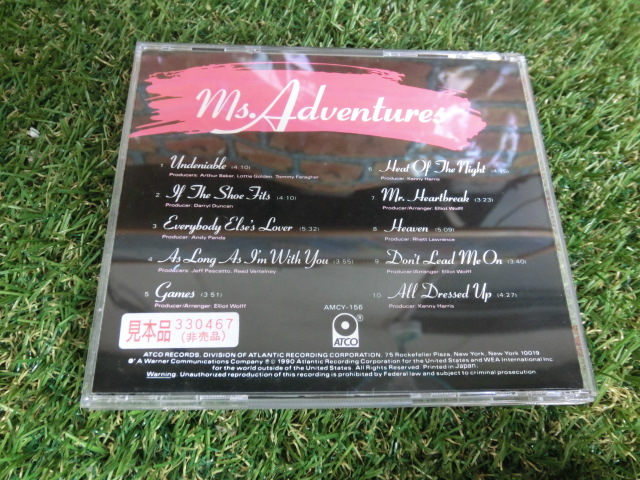 Ms. Adventures
1 Undeniable (4:10)
Producers: Arthur Baker, Lottie Golden, Tommy Faragher
2 If The Shoe Fits (4:10)
Producer: Darryl Duncan
3 Everybody Else's Lover (5:32)
Producer: Andy Panda
4 As Long As I'm With You (3:55)
Producers: Jeff Pescetto, Reed Vertelney
5 Games (3:51)
Producer/Arranger: Elliot Wolff
6 Heat Of The Night (4:15)
Producer: Kenny Harris
7 Mr. Heartbreak (3:23)
Producer/Arranger: Elliot Wolff
8 Heaven (5:09)
Producer: Rhett Lawrence
9 Don't Lead Me On (3:40)
Producer/Arranger: Elliot Wolff
10 All Dressed Up (4:27)
Producer: Kenny Harris
AMCY-156
見本品 330467
(非売品)
ATCO
ATCO RECORDS, DIVISION OF ATLANTIC RECORDING CORPORATION, 75 Rockefeller Plaza, New York, New York 10019
A Warner Communications Company ℗© 1990 Atlantic Recording Corporation for the United States and WEA International Inc.
for the world outside of the United States. All Rights Reserved. Printed in Japan.
Warning: Unauthorized reproduction of this recording is prohibited by Federal law and subject to criminal prosecution.